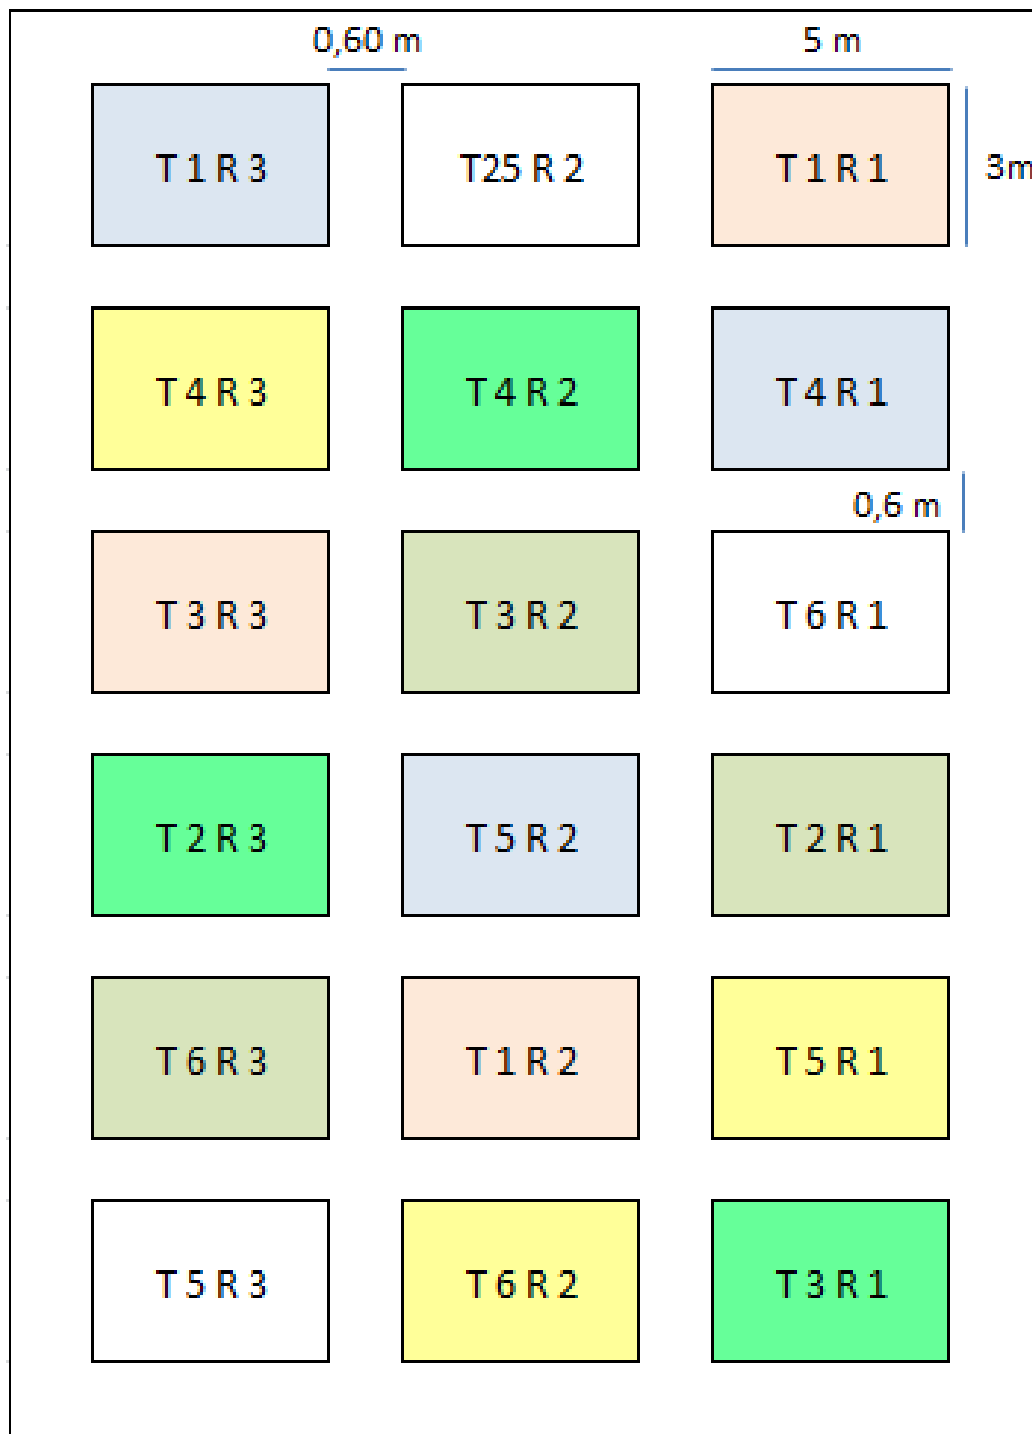 0,60 m
5 m
T 1 R 3
T25 R 2
T 1 R 1
3m
T 4 R 3
T 4 R 2
T 4 R 1
0,6 m
T 3 R 3
T 3 R 2
T 6 R 1
T 2 R 3
T 5 R 2
T 2 R 1
T 6 R 3
T 1 R 2
T 5 R 1
T 5 R 3
T 6 R 2
T 3 R 1